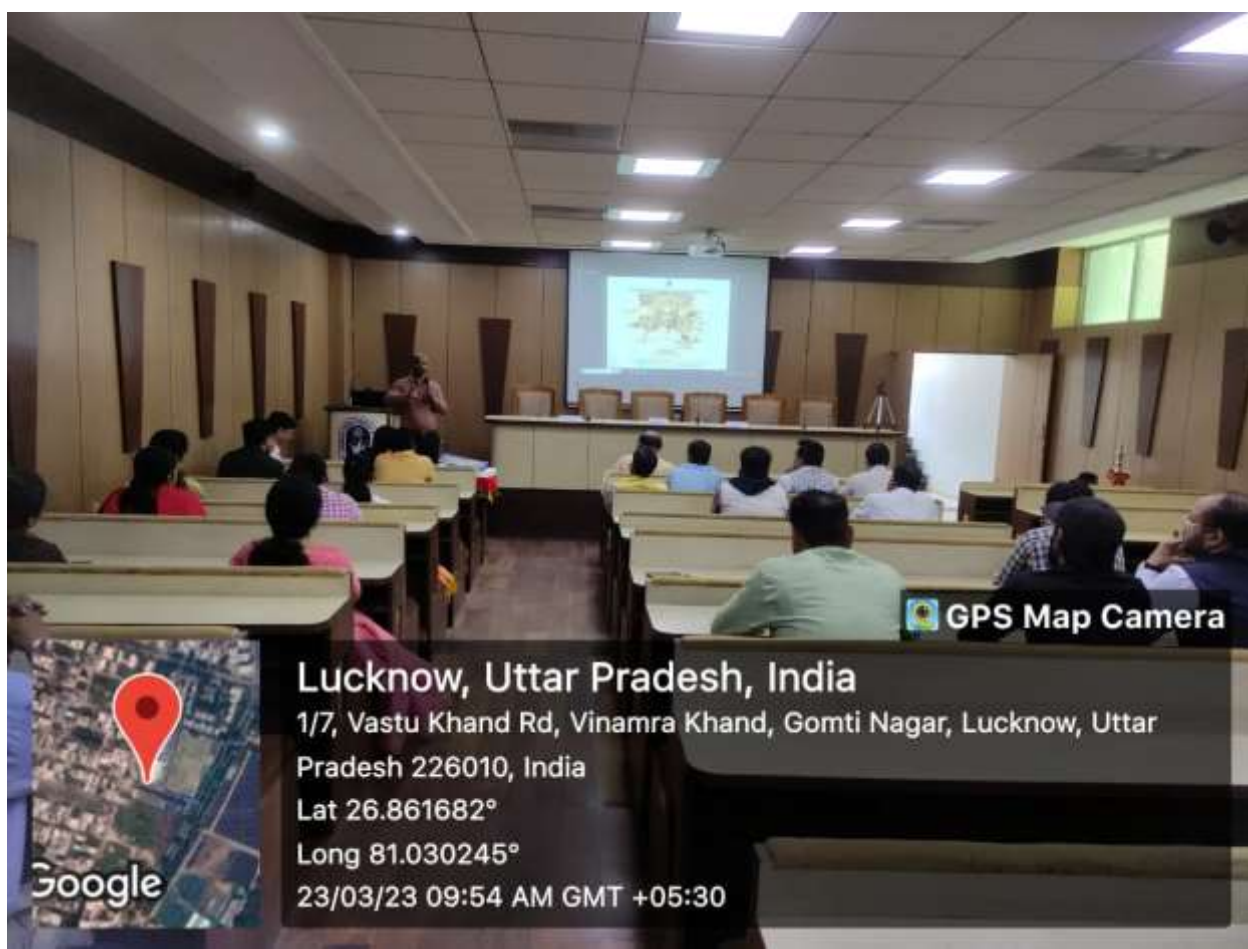 GPS Map Camera
Lucknow, Uttar Pradesh, India
1/7, Vastu Khand Rd, Vinamra Khand, Gomti Nagar, Lucknow, Uttar
Pradesh 226010, India
Lat 26.861682°
Long 81.030245°
23/03/23 09:54 AM GMT +05:30
Google